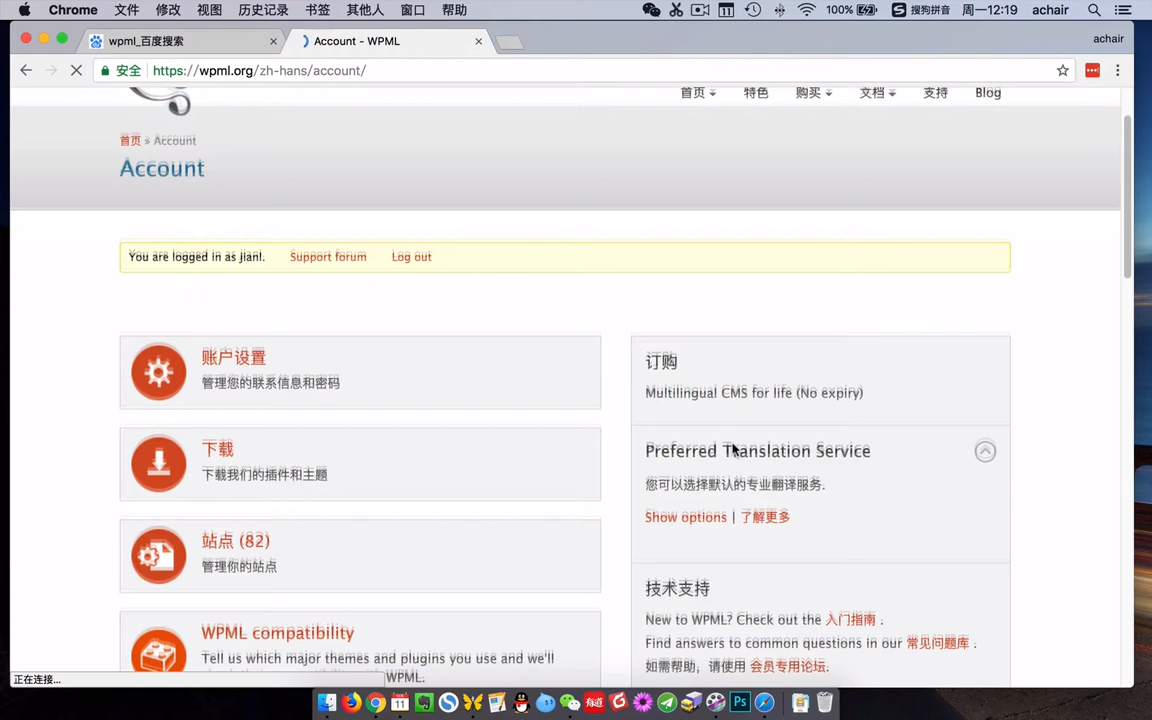 Chrome 文件 修改 视图 历史记录 书签 其他人 窗口 帮助 11 100% 搜狗拼音 周一12:19 achair
wpml_百度搜索 Account - WPML achair
安全 https://wpml.org/zh-hans/account/
首页 特色 购买 文档 支持 Blog
首页 » Account
Account
You are logged in as jianl. Support forum Log out
账户设置
管理您的联系信息和密码
下载
下载我们的插件和主题
站点 (82)
管理你的站点
WPML compatibility
Tell us which major themes and plugins you use and we'll
WPML.
订购
Multilingual CMS for life (No expiry)
Preferred Translation Service
您可以选择默认的专业翻译服务.
Show options | 了解更多
技术支持
New to WPML? Check out the 入门指南 .
Find answers to common questions in our 常见问题库 .
如需帮助，请使用 会员专用论坛.
正在连接...
11 有道 Ps